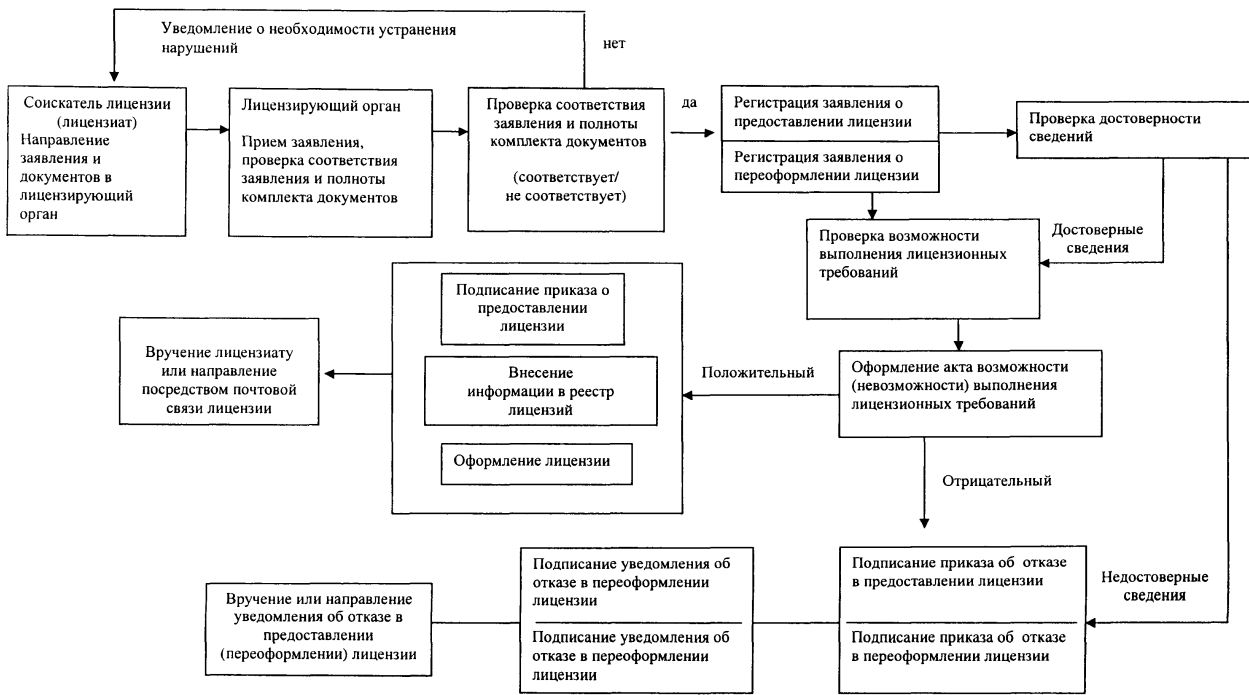 Уведомление о необходимости устранения
нарушений
нет
Соискатель лицензии
(лицензиат)
Направление
заявления и
документов в
лицензирующий
орган
Лицензирующий орган
Прием заявления,
проверка соответствия
заявления и полноты
комплекта документов
Проверка соответствия
заявления и полноты
комплекта документов
(соответствует/
не соответствует)
да
Регистрация заявления о
предоставлении лицензии
Регистрация заявления о
переоформлении лицензии
Проверка достоверности
сведений
Достоверные
сведения
Проверка возможности
выполнения лицензионных
требований
Подписание приказа о
предоставлении
лицензии
Внесение
информации в реестр
лицензий
Оформление лицензии
Вручение лицензиату
или направление
посредством почтовой
связи лицензии
Положительный
Оформление акта возможности
(невозможности) выполнения
лицензионных требований
Отрицательный
Вручение или направление
уведомления об отказе в
предоставлении
(переоформлении) лицензии
Подписание уведомления об
отказе в переоформлении
лицензии
Подписание уведомления об
отказе в переоформлении
лицензии
Подписание приказа об отказе
в предоставлении лицензии
Подписание приказа об отказе
в переоформлении лицензии
Недостоверные
сведения